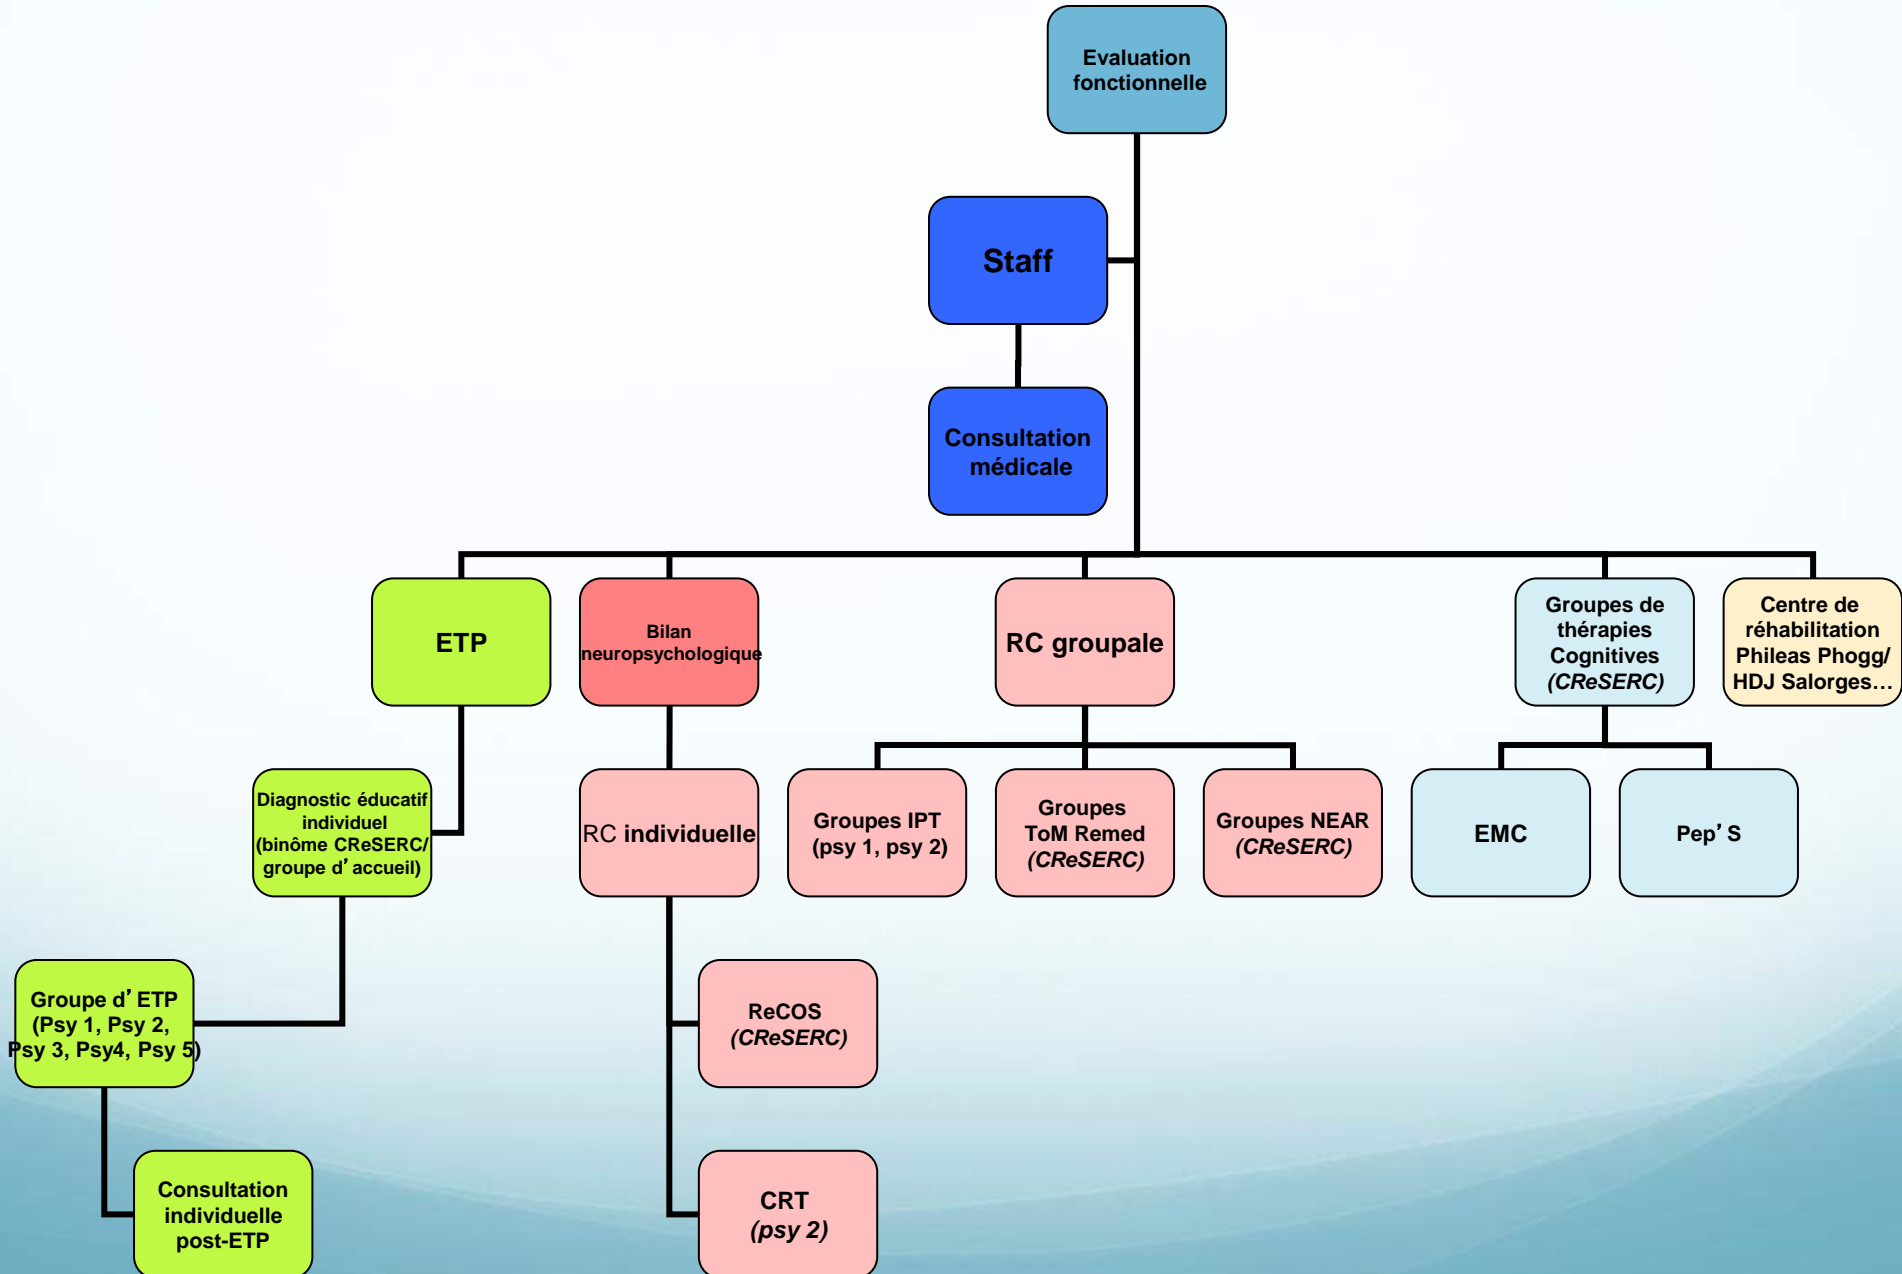 Evaluation
fonctionnelle
Staff
Consultation
médicale
ETP
Bilan
neuropsychologique
RC groupale
Groupes de
thérapies
Cognitives
(CReSERC)
Centre de
réhabilitation
Phileas Phogg/
HDJ Salorges…
Diagnostic éducatif
individuel
(binôme CReSERC/
groupe d’accueil)
RC individuelle
Groupes IPT
(psy 1, psy 2)
Groupes
ToM Remed
(CReSERC)
Groupes NEAR
(CReSERC)
EMC
Pep’S
Groupe d’ETP
(Psy 1, Psy 2,
Psy 3, Psy4, Psy 5)
ReCOS
(CReSERC)
Consultation
individuelle
post-ETP
CRT
(psy 2)